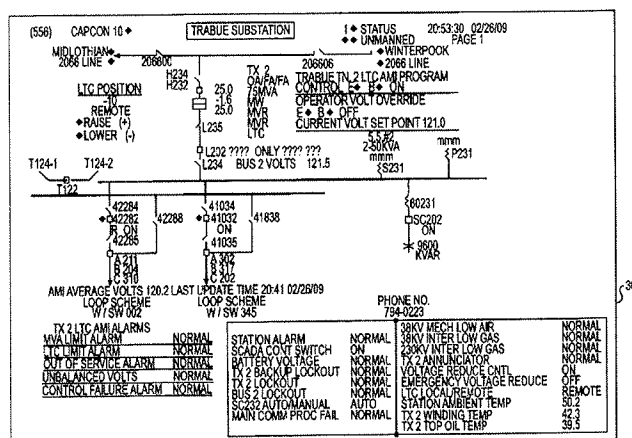 (556) CAPCON 10
TRABUE SUBSTATION
1 STATUS 20:53:30 02/26/09
UNMANNED PAGE 1
MIDLOTHIAN
2066 LINE
206600
206606
WINTERPOCK
2066 LINE
H234
H232
25.0
-1.6
25.0
TX 2
OA/FA/FA
75MVA
MW
MVR
MVR
LTC
TRABUE TN. 2 LTC AMI PROGRAM
CONTROL E B ON
OPERATOR VOLT OVERRIDE
E B OFF
CURRENT VOLT SET POINT 121.0
LTC POSITION
-10
REMOTE
RAISE (+)
LOWER (-)
L235
L202 ???? ONLY ???? ???
L234 BUS 2 VOLTS 121.5
5.5 #2
2-50KVA
mmm
S231
mmm
P231
T124-1
T124-2
T122
42284
42282
R ON
42285
42288
41034
41032
ON
41035
41838
60231
SC202
ON
9600
KVAR
A 211
B 204
C 310
A 302
B 317
C 202
AMI AVERAGE VOLTS 120.2 LAST UPDATE TIME 20:41 02/26/09
LOOP SCHEME
W / SW 002
LOOP SCHEME
W / SW 345
PHONE NO.
794-0223
TX 2 LTC AMI ALARMS
MVA LIMIT ALARM NORMAL
LTC LIMIT ALARM NORMAL
OUT OF SERVICE ALARM NORMAL
UNBALANCED VOLTS NORMAL
CONTROL FAILURE ALARM NORMAL
STATION ALARM NORMAL
SCADA CONT SWITCH ON
BATTERY VOLTAGE NORMAL
TX 2 BACKUP LOCKOUT NORMAL
TX 2 LOCKOUT NORMAL
BUS 2 LOCKOUT NORMAL
SC232 AUTO/MANUAL AUTO
MAIN COMM PROC FAIL NORMAL
38KV MECH LOW AIR NORMAL
38KV INTER LOW GAS NORMAL
230KV INTER LOW GAS NORMAL
TX 2 ANNUNCIATOR NORMAL
VOLTAGE REDUCE CNTL ON
EMERGENCY VOLTAGE REDUCE OFF
LTC LOCAL/REMOTE REMOTE
STATION AMBIENT TEMP 50.2
TX 2 WINDING TEMP 42.3
TX 2 TOP OIL TEMP 39.5